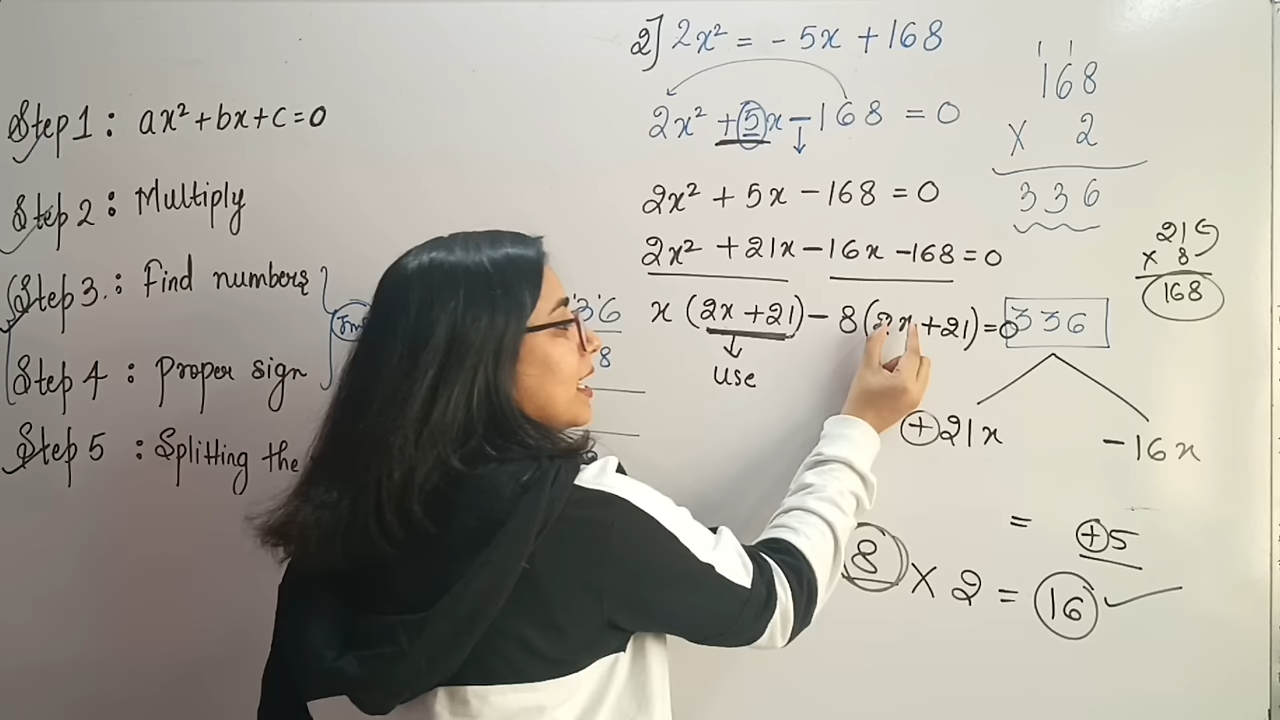 Step 1 : ax² + bx + c = 0
Step 2 : Multiply
Step 3 : Find numbers
Step 4 : Proper sign
Step 5 : Splitting the
2] 2x² = - 5x + 168
2x² + 5x - 168 = 0
2x² + 5x - 168 = 0
2x² + 21x - 16x - 168 = 0
x (2x + 21) - 8(2x + 21) = 0
use
36
8
168
X 2
336
21
x 8
168
336
+21x
-16x
= +5
8 X 2 = 16 ✓